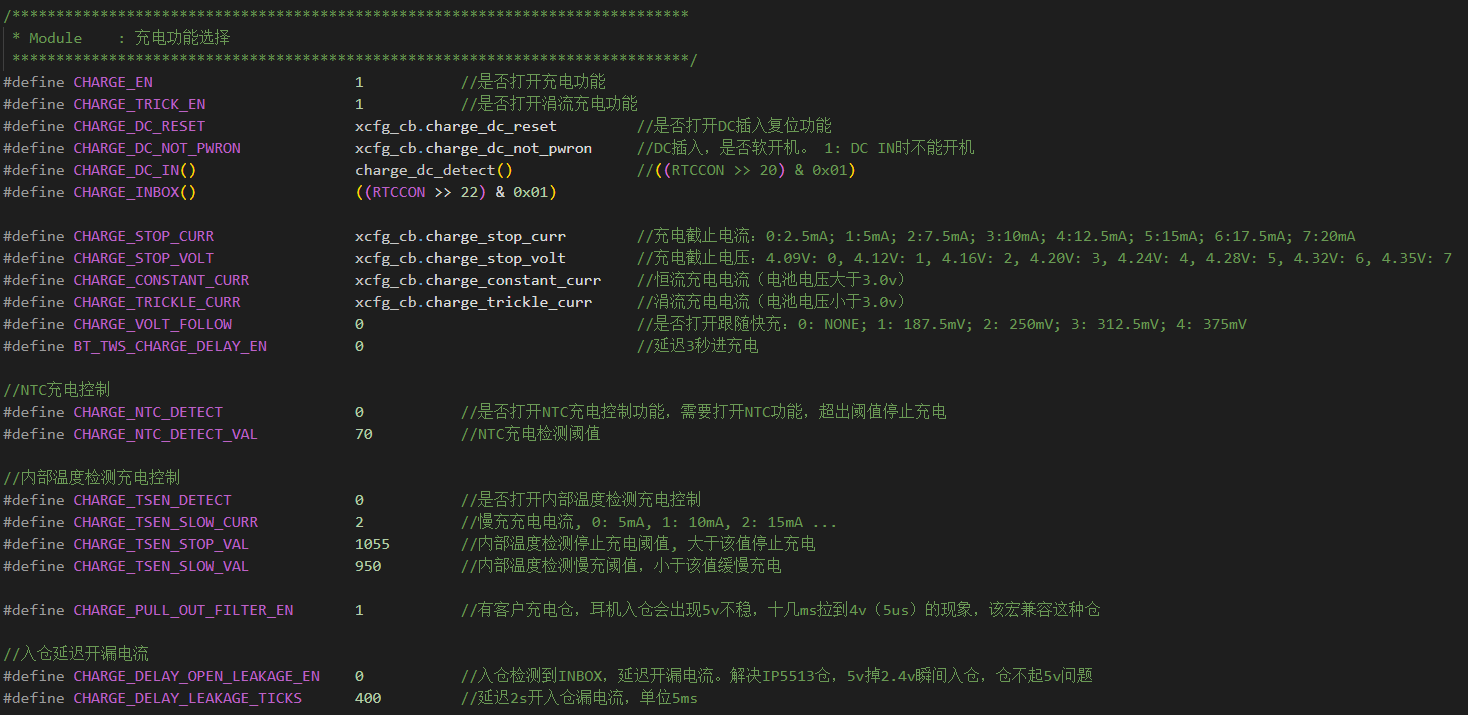 /*****************************************************************************
 * Module    : 充电功能选择
 *****************************************************************************/
#define CHARGE_EN                       1           //是否打开充电功能
#define CHARGE_TRICK_EN                 1           //是否打开涓流充电功能
#define CHARGE_DC_RESET                 xcfg_cb.charge_dc_reset         //是否打开DC插入复位功能
#define CHARGE_DC_NOT_PWRON             xcfg_cb.charge_dc_not_pwron     //DC插入，是否软开机。 1: DC IN时不能开机
#define CHARGE_DC_IN()                  charge_dc_detect()              //((RTCCON >> 20) & 0x01)
#define CHARGE_INBOX()                  ((RTCCON >> 22) & 0x01)
#define CHARGE_STOP_CURR                xcfg_cb.charge_stop_curr        //充电截止电流：0:2.5mA; 1:5mA; 2:7.5mA; 3:10mA; 4:12.5mA; 5:15mA; 6:17.5mA; 7:20mA
#define CHARGE_STOP_VOLT                xcfg_cb.charge_stop_volt        //充电截止电压：4.09V: 0, 4.12V: 1, 4.16V: 2, 4.20V: 3, 4.24V: 4, 4.28V: 5, 4.32V: 6, 4.35V: 7
#define CHARGE_CONSTANT_CURR            xcfg_cb.charge_constant_curr    //恒流充电电流（电池电压大于3.0v）
#define CHARGE_TRICKLE_CURR             xcfg_cb.charge_trickle_curr     //涓流充电电流（电池电压小于3.0v）
#define CHARGE_VOLT_FOLLOW              0                               //是否打开跟随快充：0: NONE; 1: 187.5mV; 2: 250mV; 3: 312.5mV; 4: 375mV
#define BT_TWS_CHARGE_DELAY_EN          0                               //延迟3秒进充电
//NTC充电控制
#define CHARGE_NTC_DETECT               0           //是否打开NTC充电控制功能，需要打开NTC功能，超出阈值停止充电
#define CHARGE_NTC_DETECT_VAL           70          //NTC充电检测阈值
//内部温度检测充电控制
#define CHARGE_TSEN_DETECT              0           //是否打开内部温度检测充电控制
#define CHARGE_TSEN_SLOW_CURR           2           //慢充充电电流, 0: 5mA, 1: 10mA, 2: 15mA ...
#define CHARGE_TSEN_STOP_VAL            1055        //内部温度检测停止充电阈值, 大于该值停止充电
#define CHARGE_TSEN_SLOW_VAL            950         //内部温度检测慢充阈值，小于该值缓慢充电
#define CHARGE_PULL_OUT_FILTER_EN       1           //有客户充电仓，耳机入仓会出现5v不稳，十几ms拉到4v（5us）的现象，该宏兼容这种仓
//入仓延迟开漏电流
#define CHARGE_DELAY_OPEN_LEAKAGE_EN    0           //入仓检测到INBOX，延迟开漏电流。解决IP5513仓，5v掉2.4v瞬间入仓，仓不起5v问题
#define CHARGE_DELAY_LEAKAGE_TICKS      400         //延迟2s开入仓漏电流，单位5ms